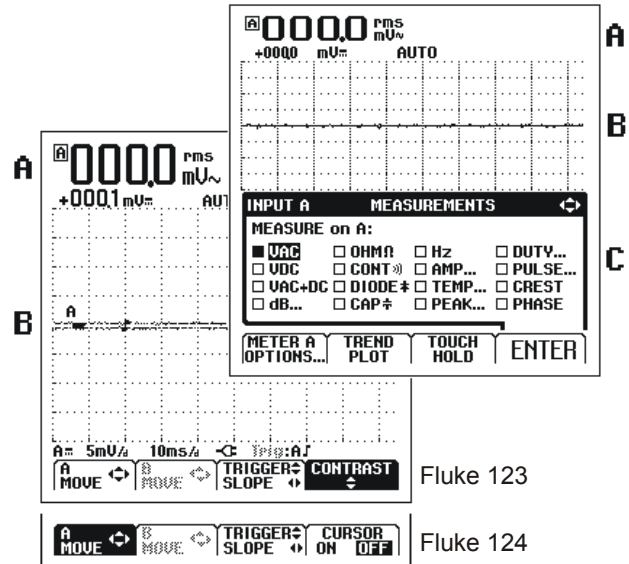 A 000.0 rms mV~
+000.0 mV⎓ AUTO
A
B
INPUT A MEASUREMENTS
MEASURE on A:
■ VAC □ OHM Ω □ Hz □ DUTY...
□ VDC □ CONT □ AMP... □ PULSE...
□ VAC+DC □ DIODE □ TEMP... □ CREST
□ dB... □ CAP □ PEAK... □ PHASE
C
METER A OPTIONS... TREND PLOT TOUCH HOLD ENTER
A
A 000.0 rms mV~
+000.1 mV⎓ AU
B
A
A⎓ 5mV/d 10ms/d Trig:A
A MOVE B MOVE TRIGGER SLOPE CONTRAST
Fluke 123
A MOVE B MOVE TRIGGER SLOPE CURSOR ON OFF
Fluke 124